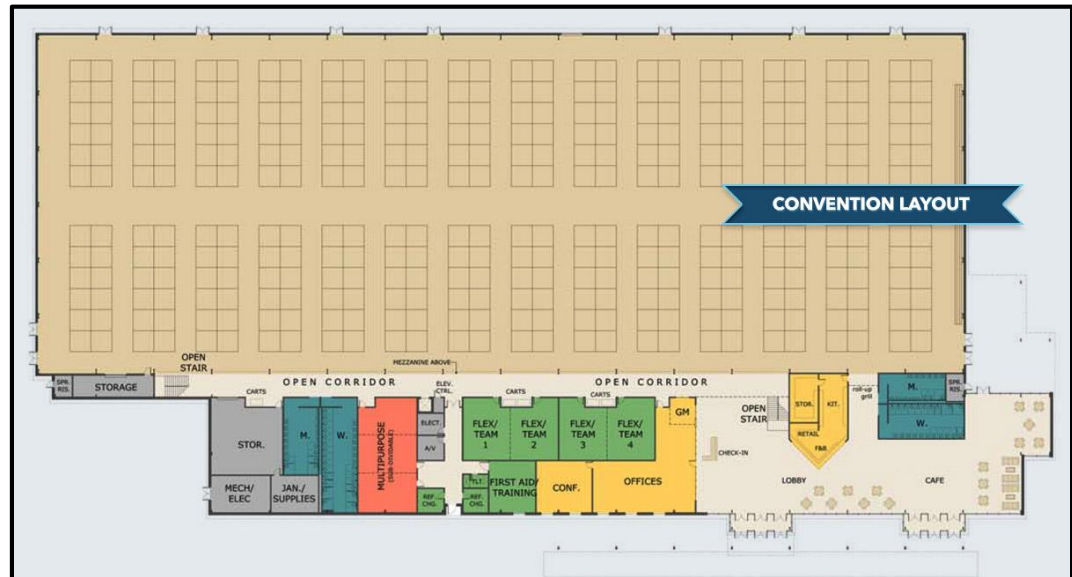 CONVENTION LAYOUT
OPEN
STAIR
MEZZANINE ABOVE
SPR.
RIS.
STORAGE
OPEN CORRIDOR
CARTS
ELEV.
CTRL.
CARTS
OPEN CORRIDOR
CARTS
GM
OPEN
STAIR
STOR.
KIT.
roll-up
grill
M.
SPR.
RIS.
STOR.
M.
W.
MULTIPURPOSE
(SUB-DIVIDABLE)
ELECT.
A/V
FLEX/
TEAM
1
FLEX/
TEAM
2
FLEX/
TEAM
3
FLEX/
TEAM
4
RETAIL
F&B
W.
CHECK-IN
MECH/
ELEC
JAN./
SUPPLIES
REF.
CHG.
TLT.
REF.
CHG.
FIRST AID/
TRAINING
CONF.
OFFICES
LOBBY
CAFE